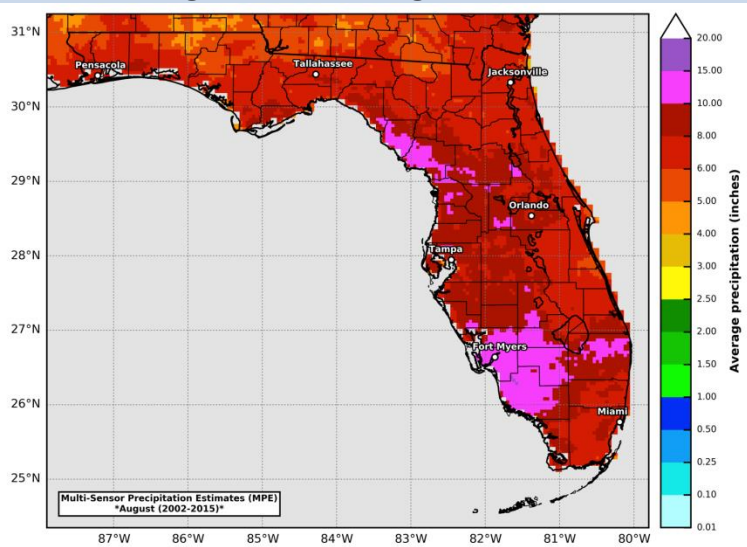 31°N
30°N
29°N
28°N
27°N
26°N
25°N
87°W
86°W
85°W
84°W
83°W
82°W
81°W
80°W
Pensacola
Tallahassee
Jacksonville
Orlando
Tampa
Fort Myers
Miami
Multi-Sensor Precipitation Estimates (MPE)
*August (2002-2015)*
20.00
15.00
10.00
8.00
6.00
5.00
4.00
3.00
2.50
2.00
1.50
1.00
0.50
0.25
0.10
0.01
Average precipitation (inches)